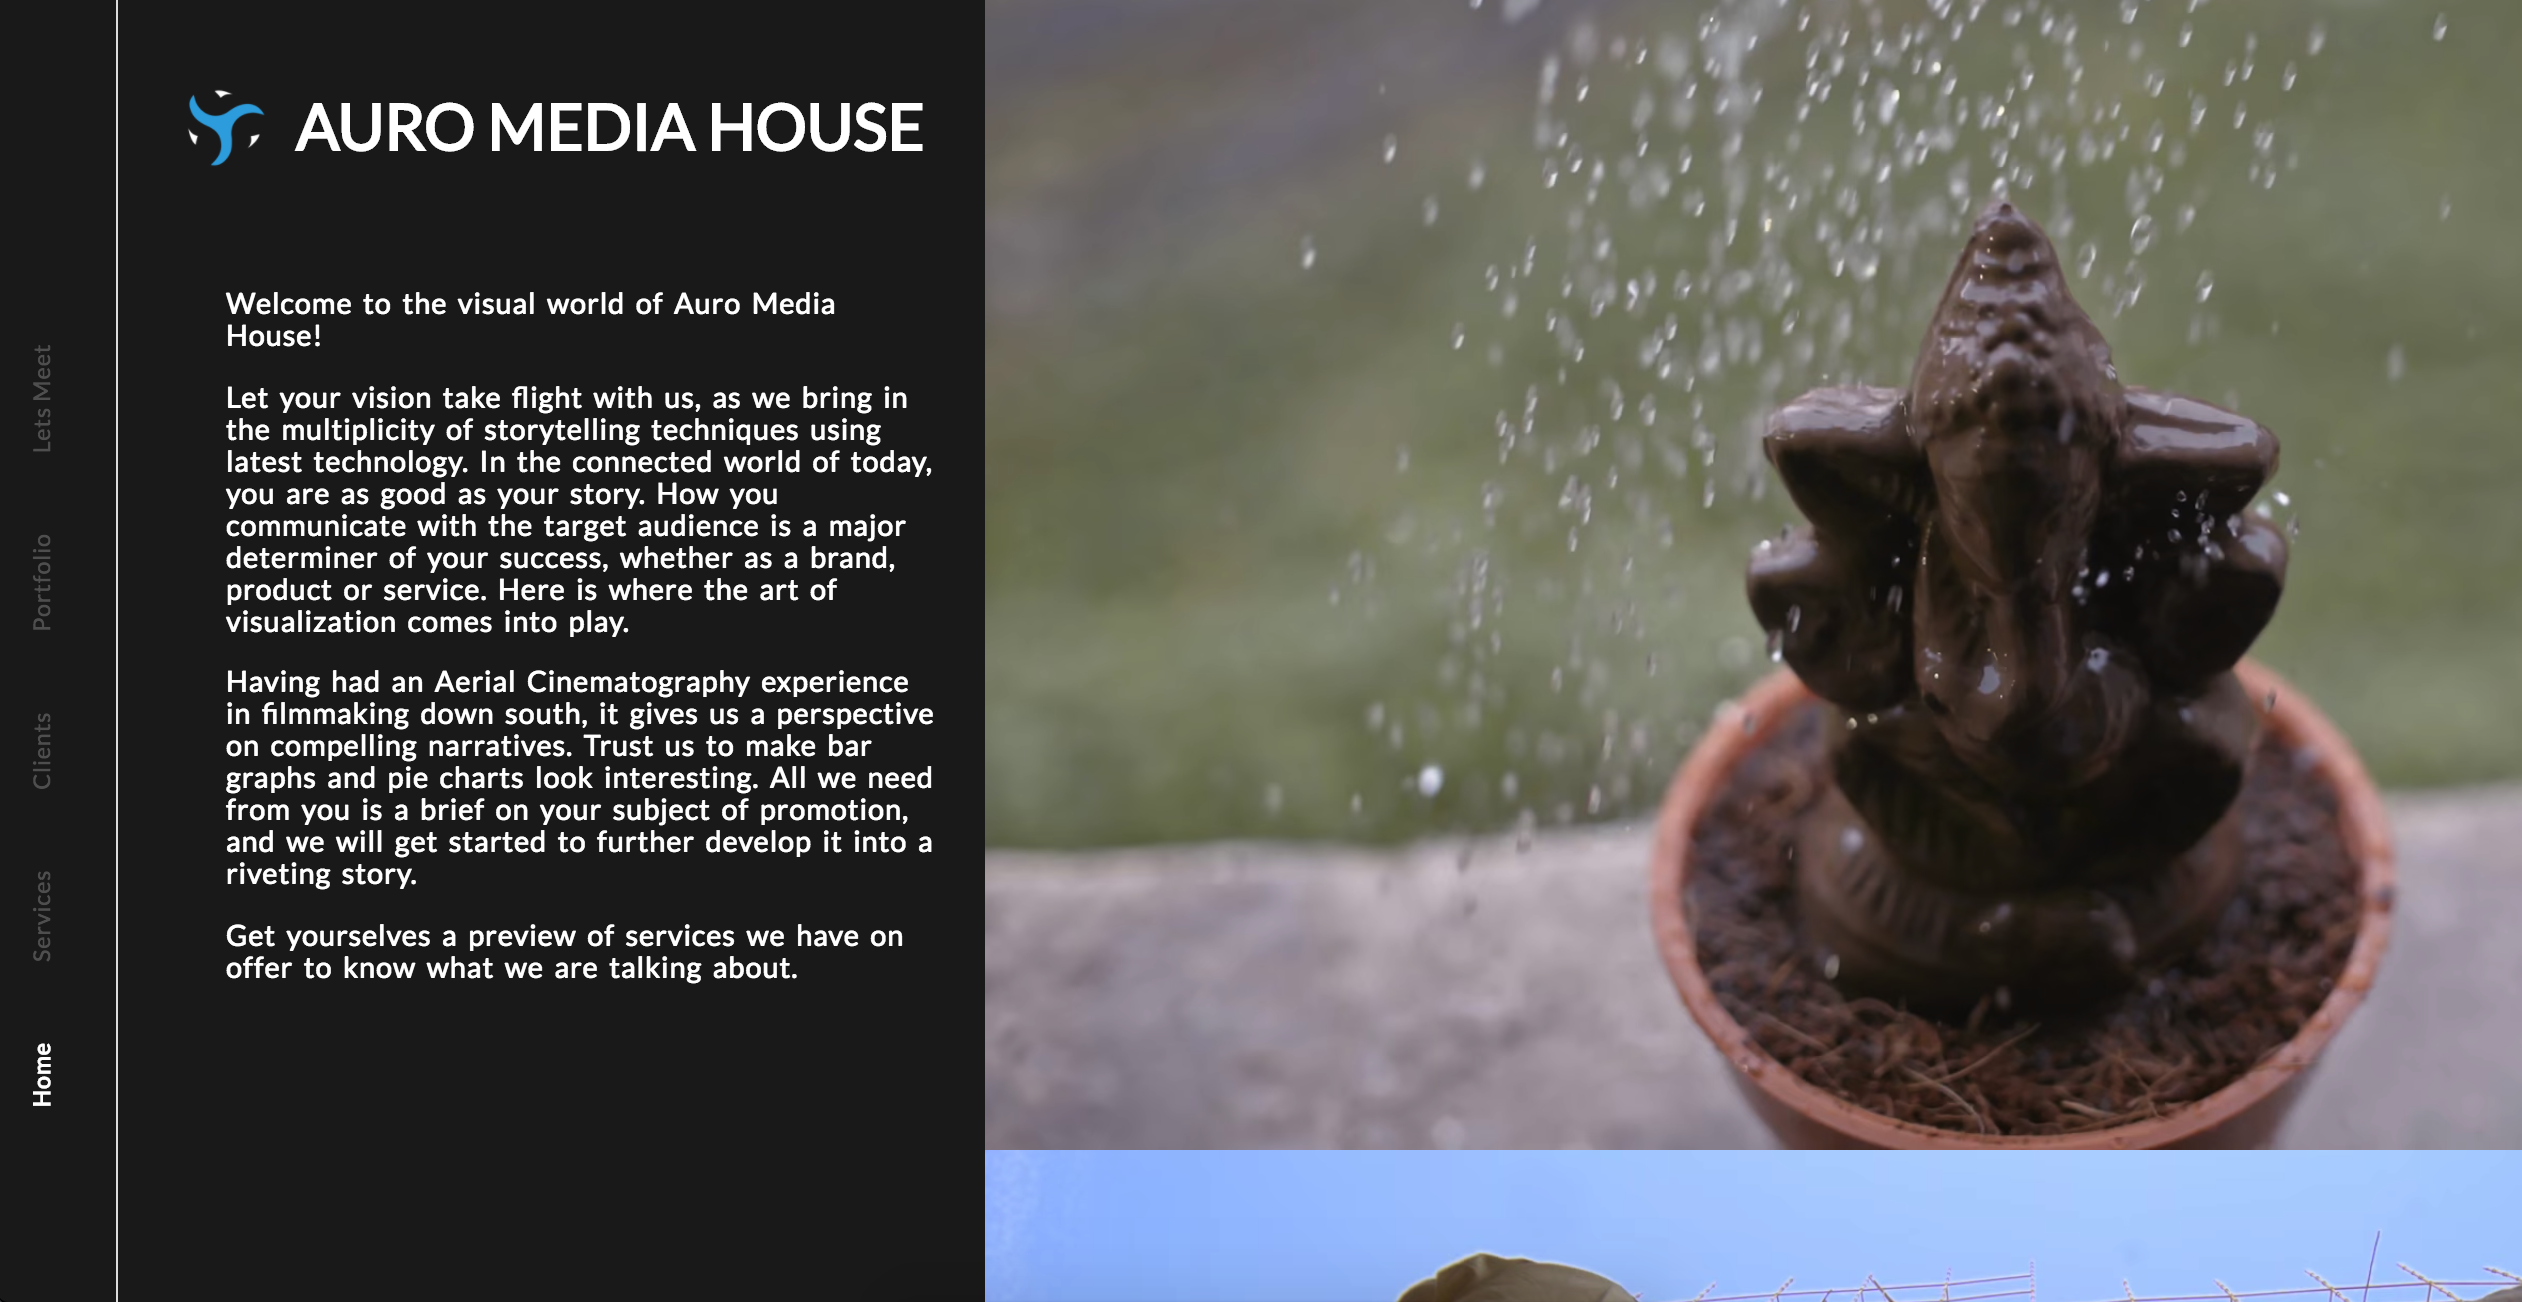 AURO MEDIA HOUSE
Welcome to the visual world of Auro Media
House!
Let your vision take flight with us, as we bring in
the multiplicity of storytelling techniques using
latest technology. In the connected world of today,
you are as good as your story. How you
communicate with the target audience is a major
determiner of your success, whether as a brand,
product or service. Here is where the art of
visualization comes into play.
Having had an Aerial Cinematography experience
in filmmaking down south, it gives us a perspective
on compelling narratives. Trust us to make bar
graphs and pie charts look interesting. All we need
from you is a brief on your subject of promotion,
and we will get started to further develop it into a
riveting story.
Get yourselves a preview of services we have on
offer to know what we are talking about.
Home
Services
Clients
Portfolio
Lets Meet